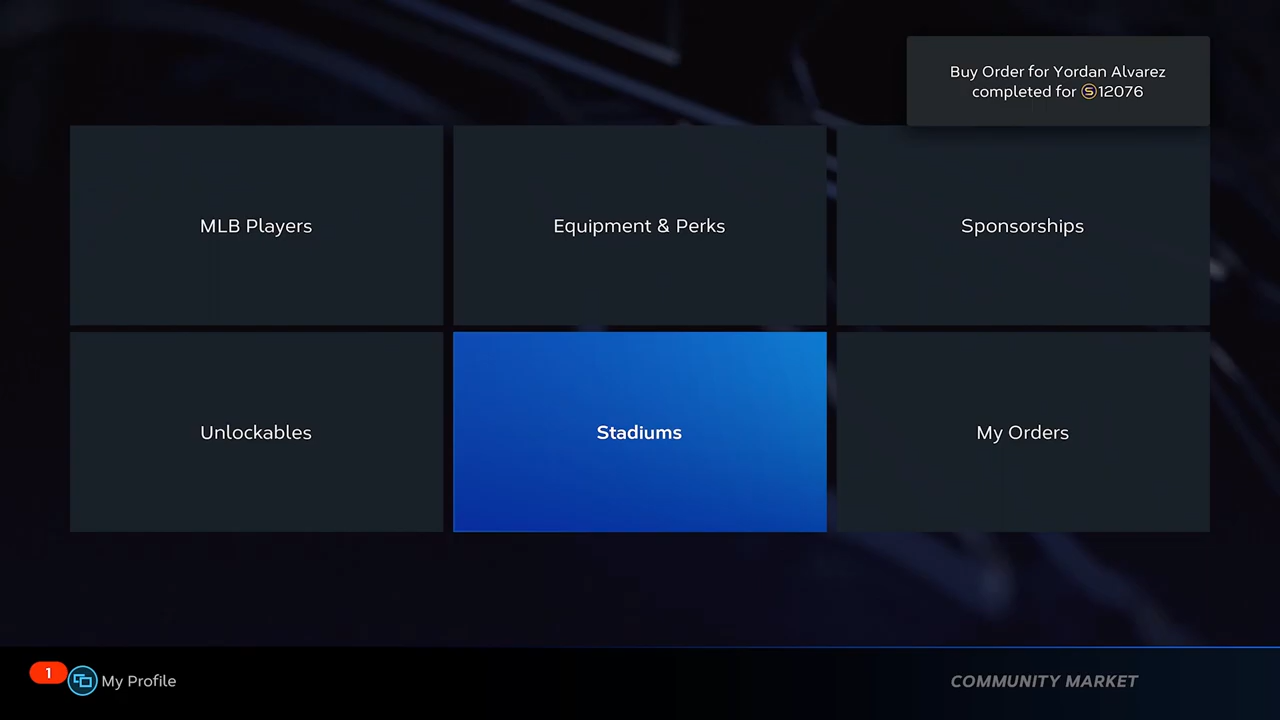 Buy Order for Yordan Alvarez
completed for Ⓢ12076
MLB Players
Equipment & Perks
Sponsorships
Unlockables
Stadiums
My Orders
1
My Profile
COMMUNITY MARKET